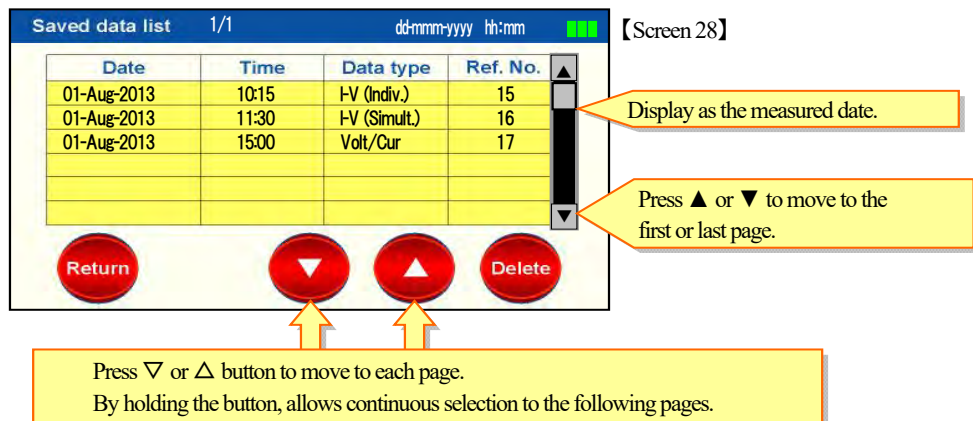 Saved data list 1/1 dd-mmm-yyyy hh:mm 【Screen 28】
Date Time Data type Ref. No. ▲
01-Aug-2013 10:15 I-V (Indiv.) 15
01-Aug-2013 11:30 I-V (Simult.) 16
01-Aug-2013 15:00 Volt/Cur 17
Display as the measured date.
Press ▲ or ▼ to move to the
first or last page.
▼
Return ▽ △ Delete
Press ▽ or △ button to move to each page.
By holding the button, allows continuous selection to the following pages.